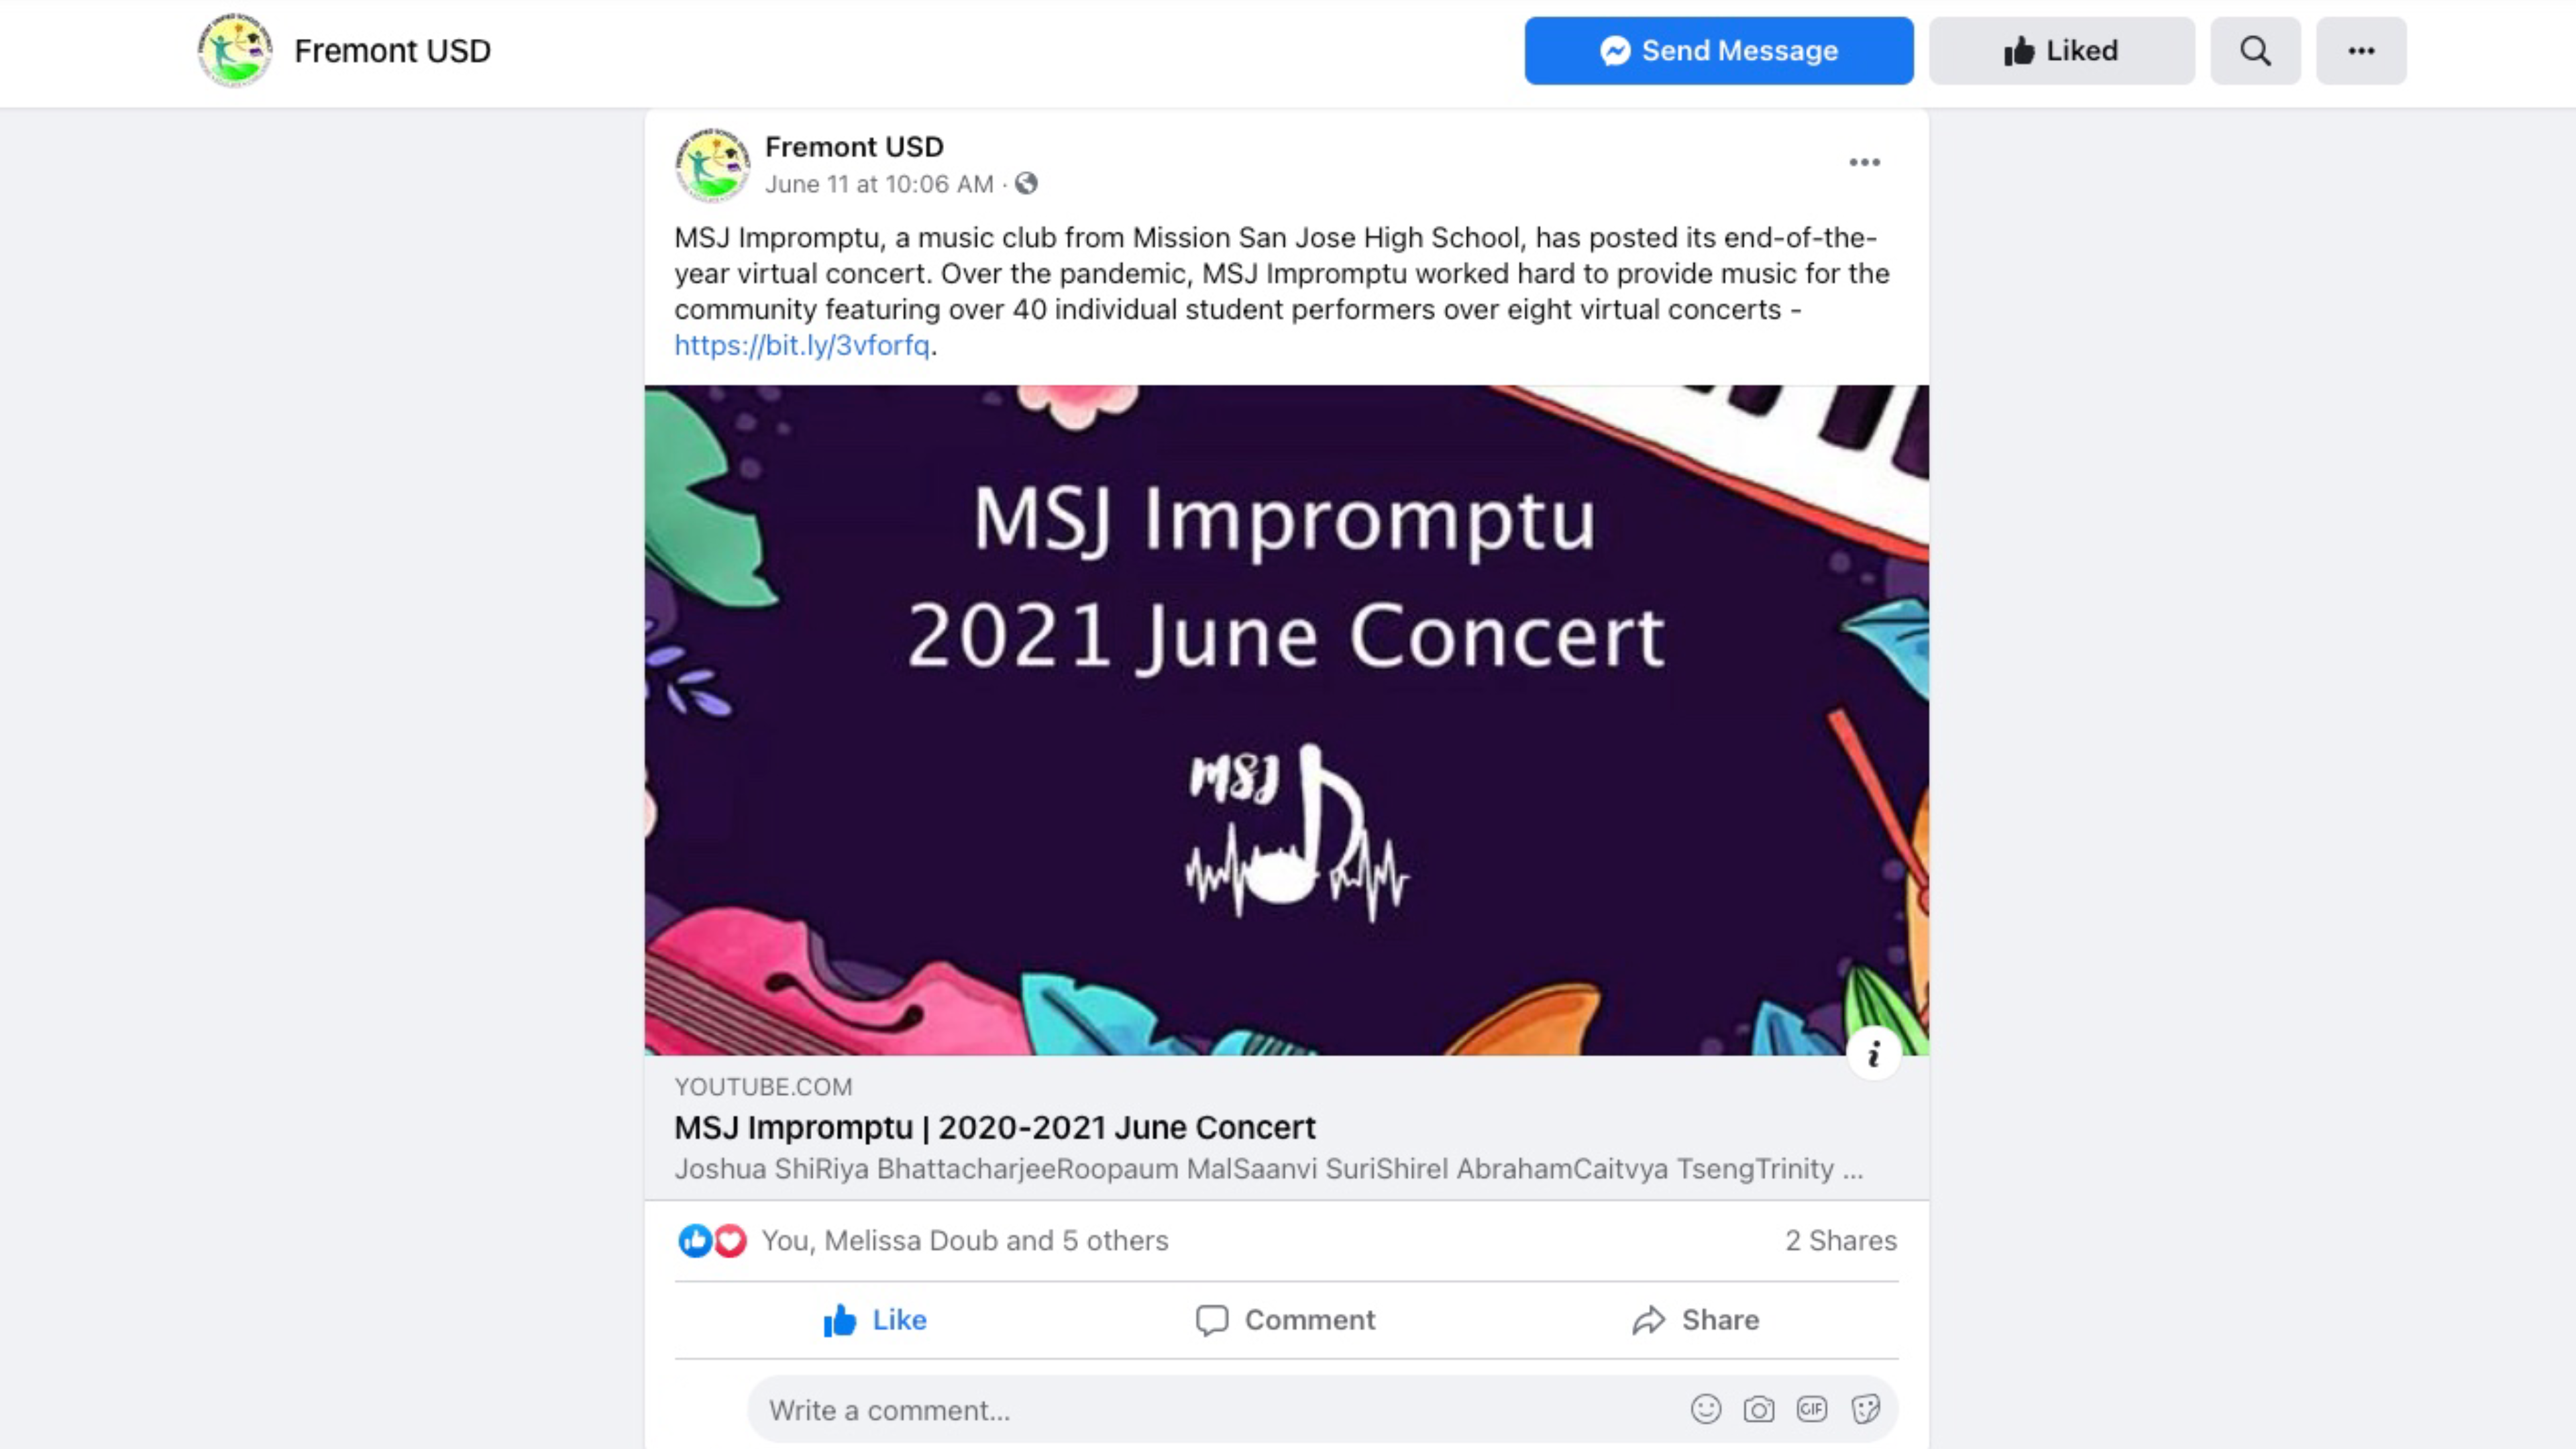 Fremont USD
Send Message
Liked
Fremont USD
June 11 at 10:06 AM ·
MSJ Impromptu, a music club from Mission San Jose High School, has posted its end-of-the-
year virtual concert. Over the pandemic, MSJ Impromptu worked hard to provide music for the
community featuring over 40 individual student performers over eight virtual concerts -
https://bit.ly/3vforfq.
MSJ Impromptu
2021 June Concert
MSJ
YOUTUBE.COM
MSJ Impromptu | 2020-2021 June Concert
Joshua ShiRiya BhattacharjeeRoopaum MalSaanvi SuriShirel AbrahamCaitvya TsengTrinity ...
You, Melissa Doub and 5 others
2 Shares
Like
Comment
Share
Write a comment...
GIF